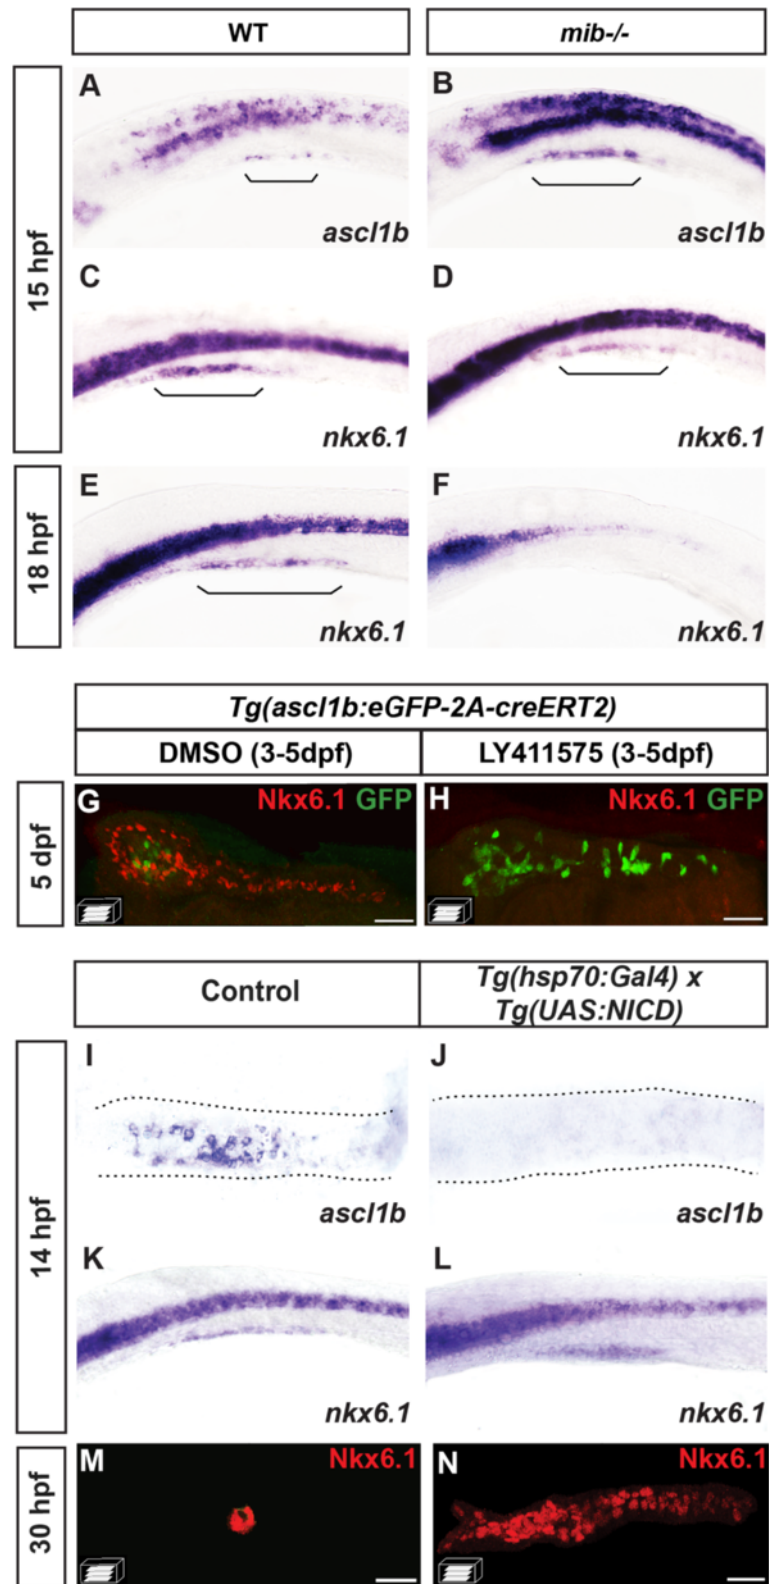 WT mib-/-
15 hpf
A B
ascl1b ascl1b
C D
nkx6.1 nkx6.1
18 hpf
E F
nkx6.1 nkx6.1
Tg(ascl1b:eGFP-2A-creERT2)
DMSO (3-5dpf) LY411575 (3-5dpf)
5 dpf
G Nkx6.1 GFP H Nkx6.1 GFP
Control Tg(hsp70:Gal4) x
Tg(UAS:NICD)
14 hpf
I J
ascl1b ascl1b
K L
nkx6.1 nkx6.1
30 hpf
M Nkx6.1 N Nkx6.1